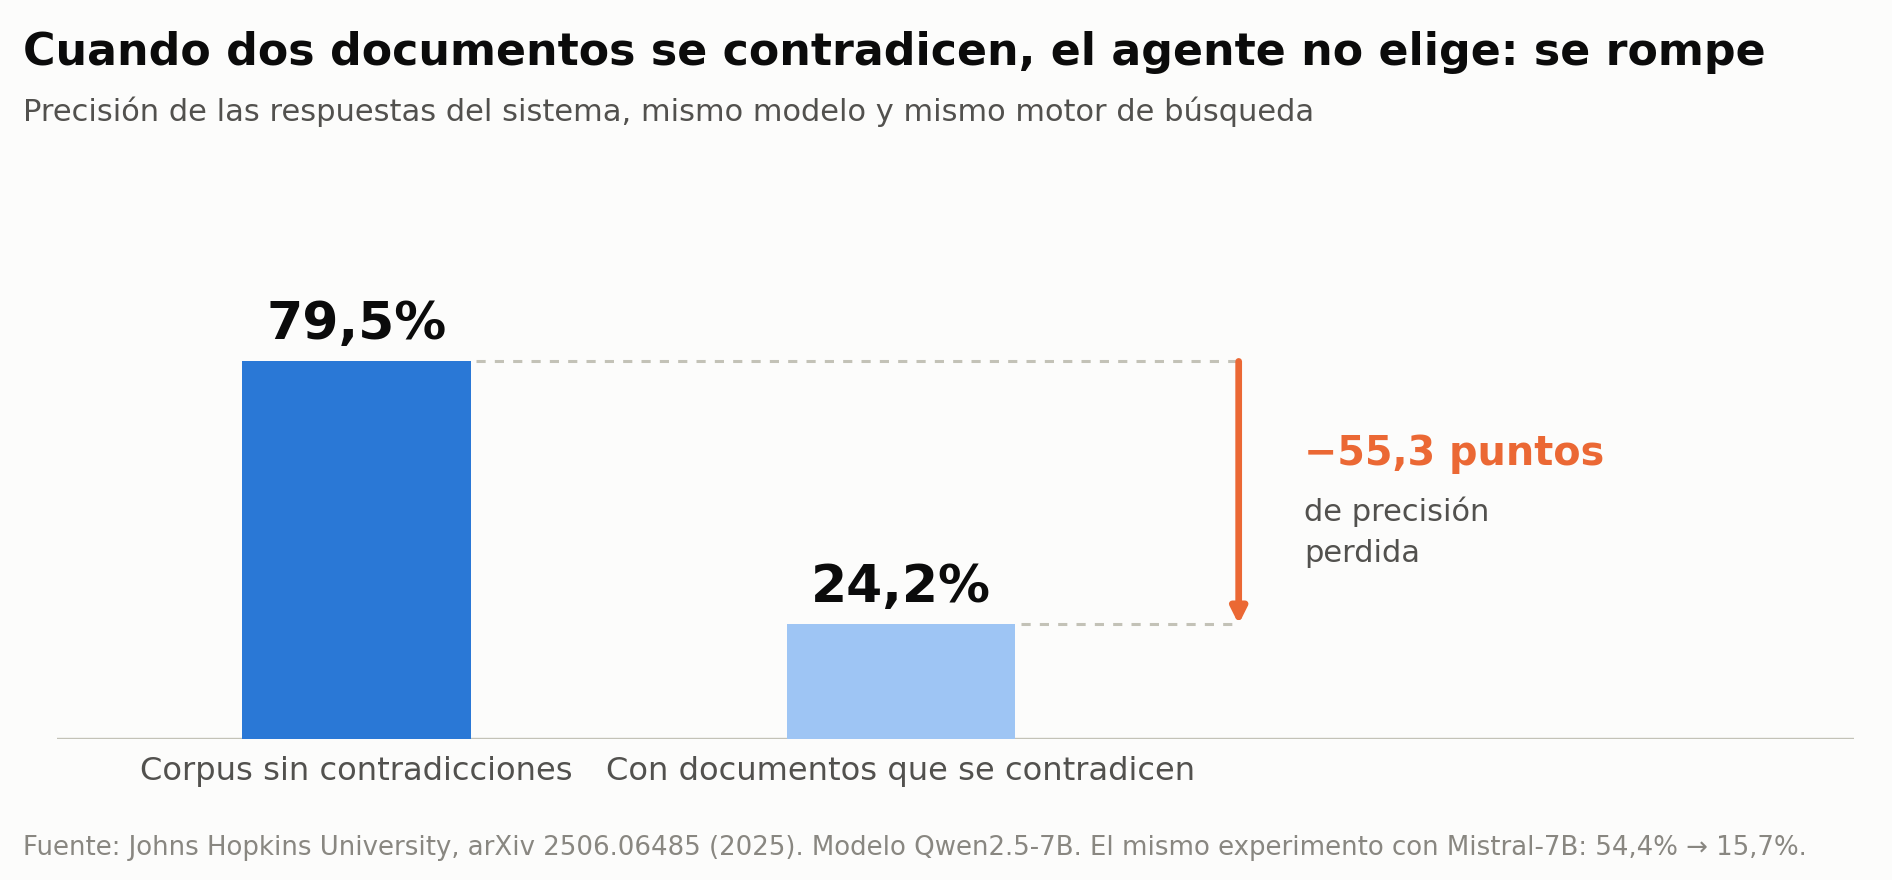 Cuando dos documentos se contradicen, el agente no elige: se rompe
Precisión de las respuestas del sistema, mismo modelo y mismo motor de búsqueda
79,5%
−55,3 puntos
de precisión
perdida
24,2%
Corpus sin contradicciones
Con documentos que se contradicen
Fuente: Johns Hopkins University, arXiv 2506.06485 (2025). Modelo Qwen2.5-7B. El mismo experimento con Mistral-7B: 54,4% → 15,7%.